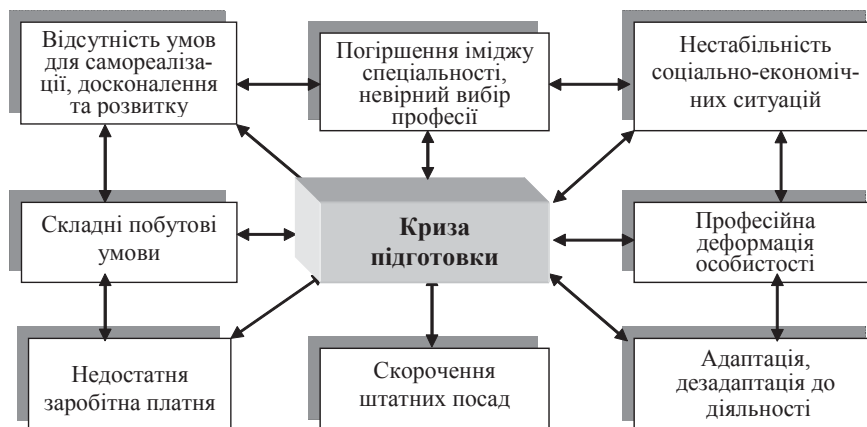 Відсутність умов
для самореаліза-
ції, досконалення
та розвитку
Погіршення іміджу
спеціальності,
невірний вибір
професії
Нестабільність
соціально-економіч-
них ситуацій
Складні побутові
умови
Криза
підготовки
Професійна
деформація
особистості
Недостатня
заробітна платня
Скорочення
штатних посад
Адаптація,
дезадаптація до
діяльності